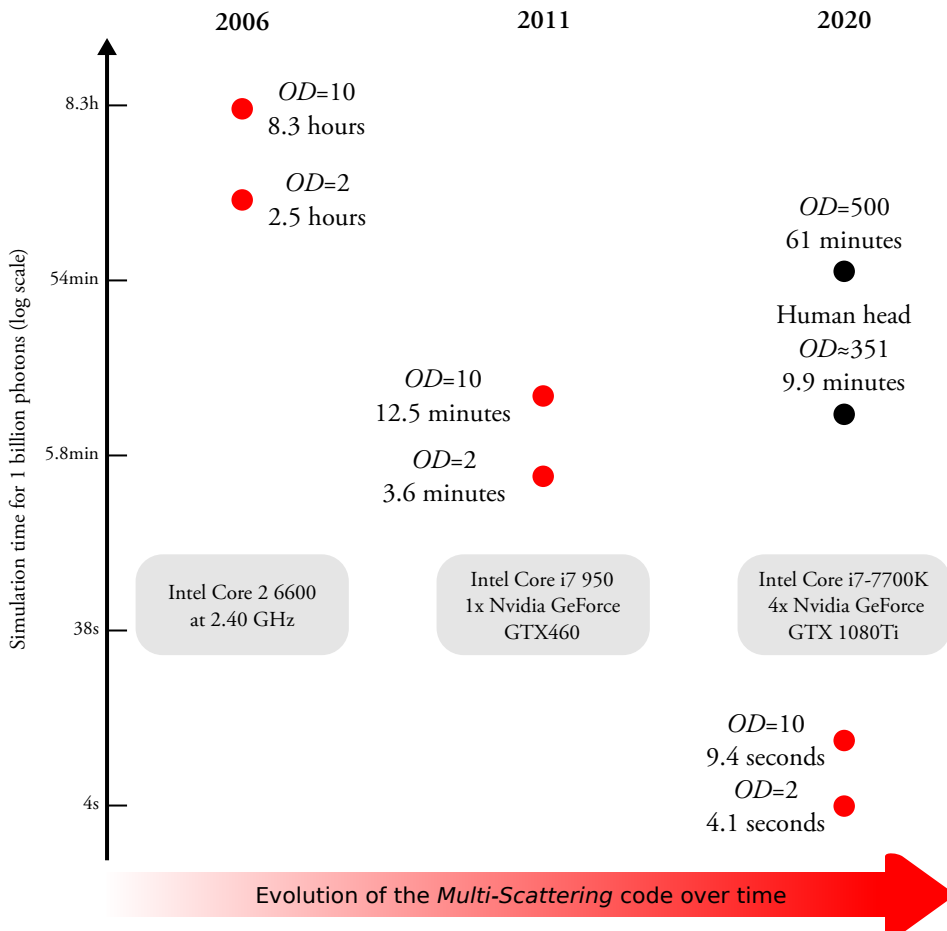 2006
2011
2020
Simulation time for 1 billion photons (log scale)
8.3h
54min
5.8min
38s
4s
OD=10
8.3 hours
OD=2
2.5 hours
OD=10
12.5 minutes
OD=2
3.6 minutes
OD=500
61 minutes
Human head
OD≈351
9.9 minutes
Intel Core 2 6600
at 2.40 GHz
Intel Core i7 950
1x Nvidia GeForce
GTX460
Intel Core i7-7700K
4x Nvidia GeForce
GTX 1080Ti
OD=10
9.4 seconds
OD=2
4.1 seconds
Evolution of the Multi-Scattering code over time